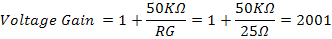 Voltage Gain = 1 + 50KΩ/RG = 1 + 50KΩ/25Ω = 2001